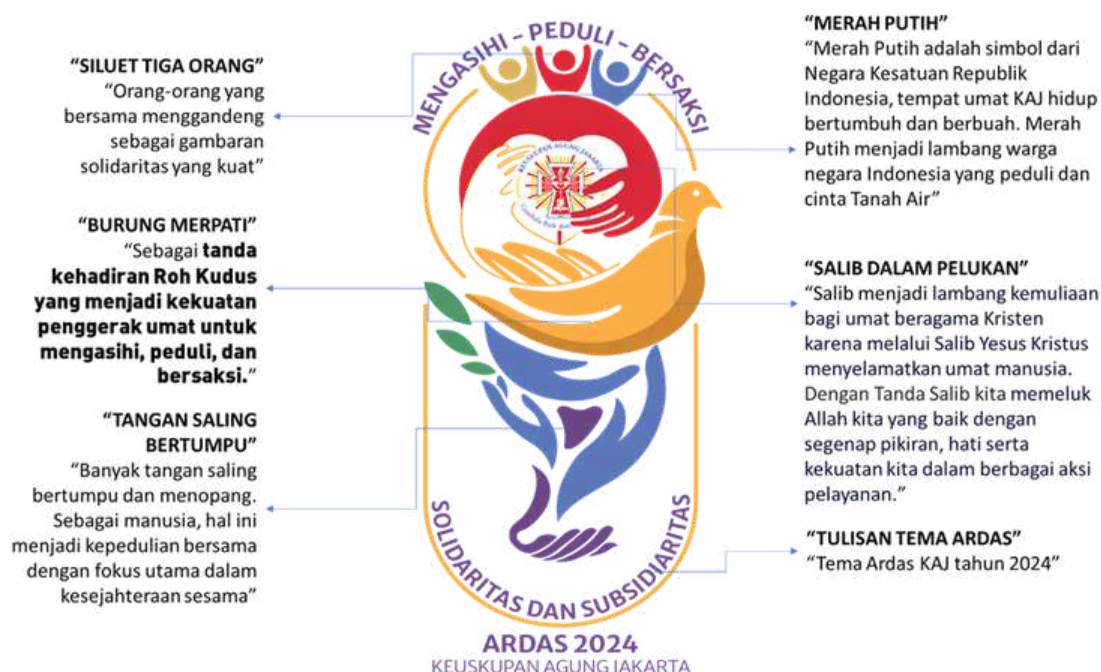 “SILUET TIGA ORANG”
“Orang-orang yang
bersama menggandeng
sebagai gambaran
solidaritas yang kuat”
“BURUNG MERPATI”
“Sebagai tanda
kehadiran Roh Kudus
yang menjadi kekuatan
penggerak umat untuk
mengasihi, peduli, dan
bersaksi.”
“TANGAN SALING
BERTUMPU”
“Banyak tangan saling
bertumpu dan menopang.
Sebagai manusia, hal ini
menjadi kepedulian bersama
dengan fokus utama dalam
kesejahteraan sesama”
MENGASIHI - PEDULI - BERSAKSI
KEUSKUPAN AGUNG JAKARTA
SOLIDARITAS DAN SUBSIDIARITAS
ARDAS 2024
KEUSKUPAN AGUNG JAKARTA
“MERAH PUTIH”
“Merah Putih adalah simbol dari
Negara Kesatuan Republik
Indonesia, tempat umat KAJ hidup
bertumbuh dan berbuah. Merah
Putih menjadi lambang warga
negara Indonesia yang peduli dan
cinta Tanah Air”
“SALIB DALAM PELUKAN”
“Salib menjadi lambang kemuliaan
bagi umat beragama Kristen
karena melalui Salib Yesus Kristus
menyelamatkan umat manusia.
Dengan Tanda Salib kita memeluk
Allah kita yang baik dengan
segenap pikiran, hati serta
kekuatan kita dalam berbagai aksi
pelayanan.”
“TULISAN TEMA ARDAS”
“Tema Ardas KAJ tahun 2024”